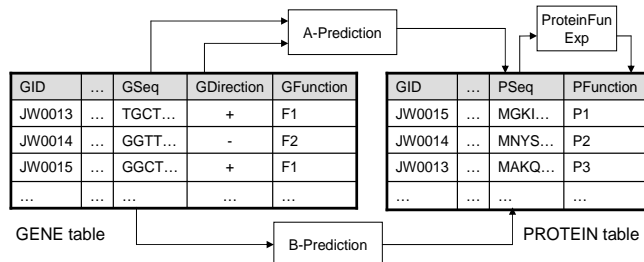 A-Prediction
ProteinFun
Exp
GID … GSeq GDirection GFunction
JW0013 … TGCT… + F1
JW0014 … GGTT… - F2
JW0015 … GGCT… + F1
… … … … …
GID … PSeq PFunction
JW0015 … MGKI… P1
JW0014 … MNYS… P2
JW0013 … MAKQ… P3
… … … …
GENE table
B-Prediction
PROTEIN table